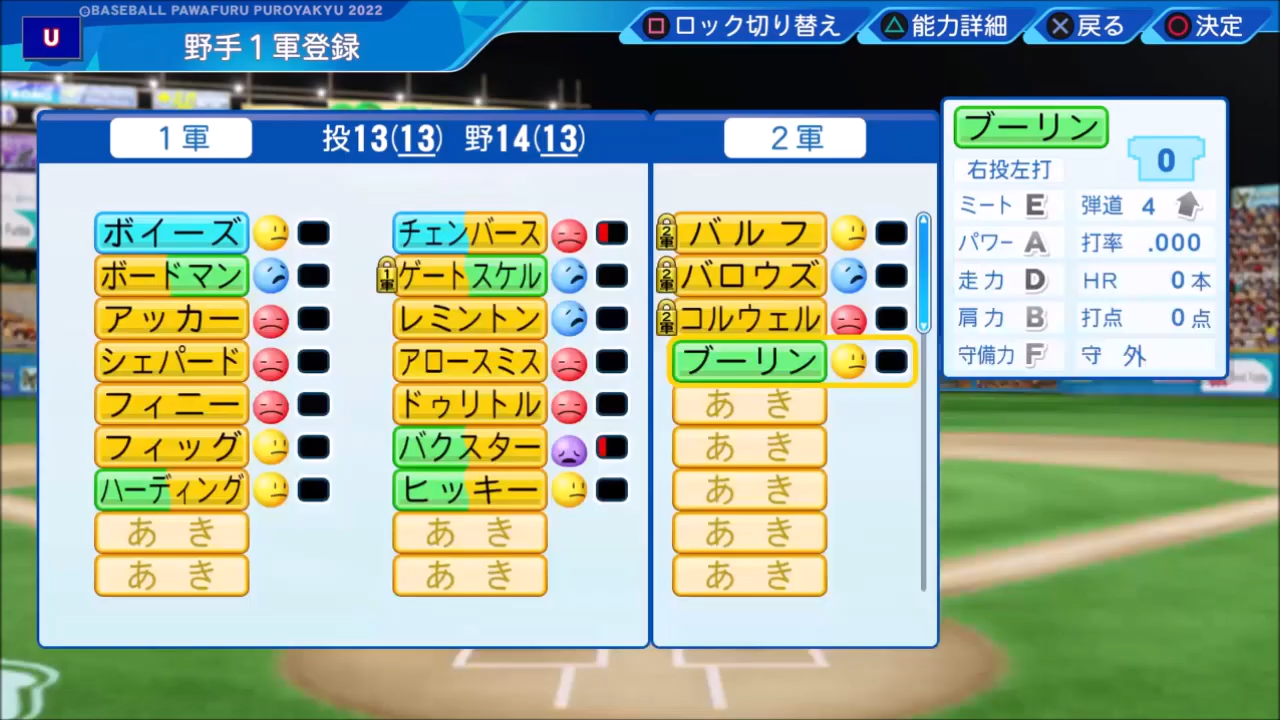 ©BASEBALL PAWAFURU PUROYAKYU 2022
U
野手1軍登録
ロック切り替え
能力詳細
戻る
決定
1軍
投13(13) 野14(13)
2軍
ボイーズ
チェンバース
ボードマン
1軍
ゲートスケル
アッカー
レミントン
シェパード
アロースミス
フィニー
ドゥリトル
フィッグ
バクスター
ハーディング
ヒッキー
あき
あき
あき
あき
2軍
バルフ
2軍
バロウズ
2軍
コルウェル
ブーリン
あき
あき
あき
あき
あき
ブーリン
0
右投左打
ミート E 弾道 4
パワー A 打率 .000
走力 D HR 0本
肩力 B 打点 0点
守備力 F 守 外